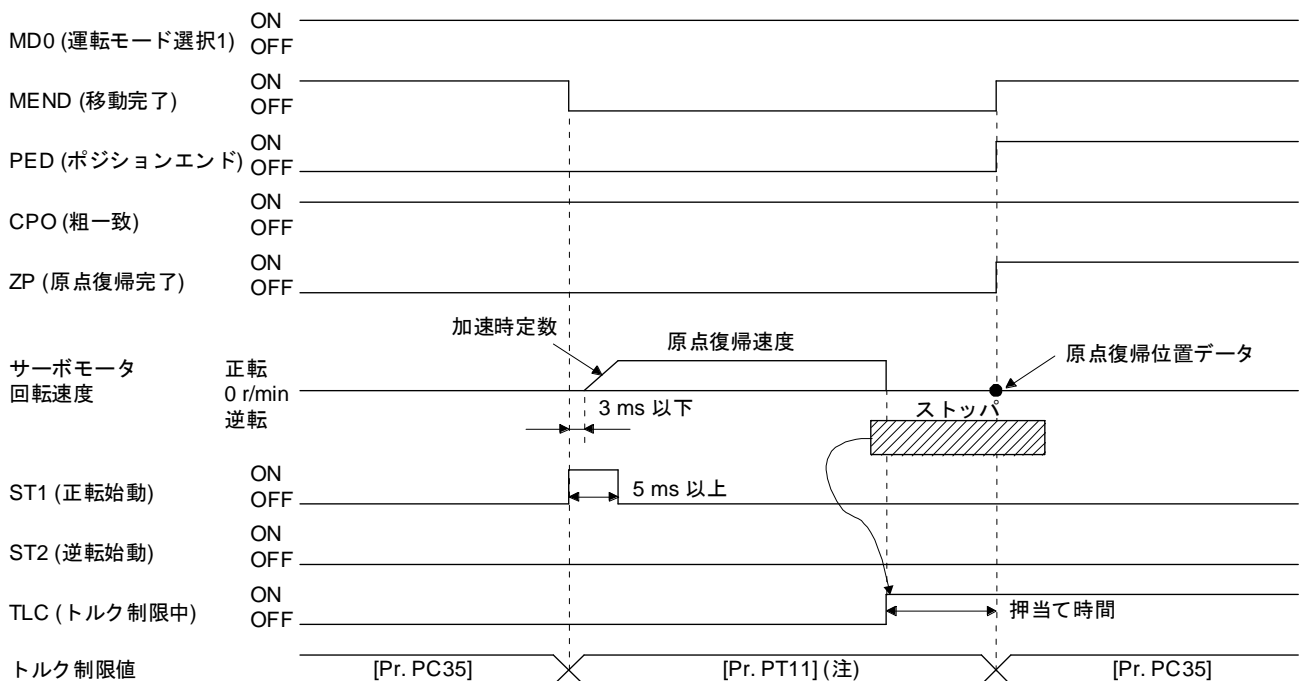 MD0 (運転モード選択1) ON
OFF
MEND (移動完了) ON
OFF
PED (ポジションエンド) ON
OFF
CPO (粗一致) ON
OFF
ZP (原点復帰完了) ON
OFF
加速時定数
原点復帰速度
原点復帰位置データ
サーボモータ
回転速度
正転
0 r/min
逆転
3 ms 以下
ストッパ
ST1 (正転始動) ON
OFF
5 ms 以上
ST2 (逆転始動) ON
OFF
TLC (トルク制限中) ON
OFF
押当て時間
トルク制限値 [Pr. PC35] [Pr. PT11] (注) [Pr. PC35]